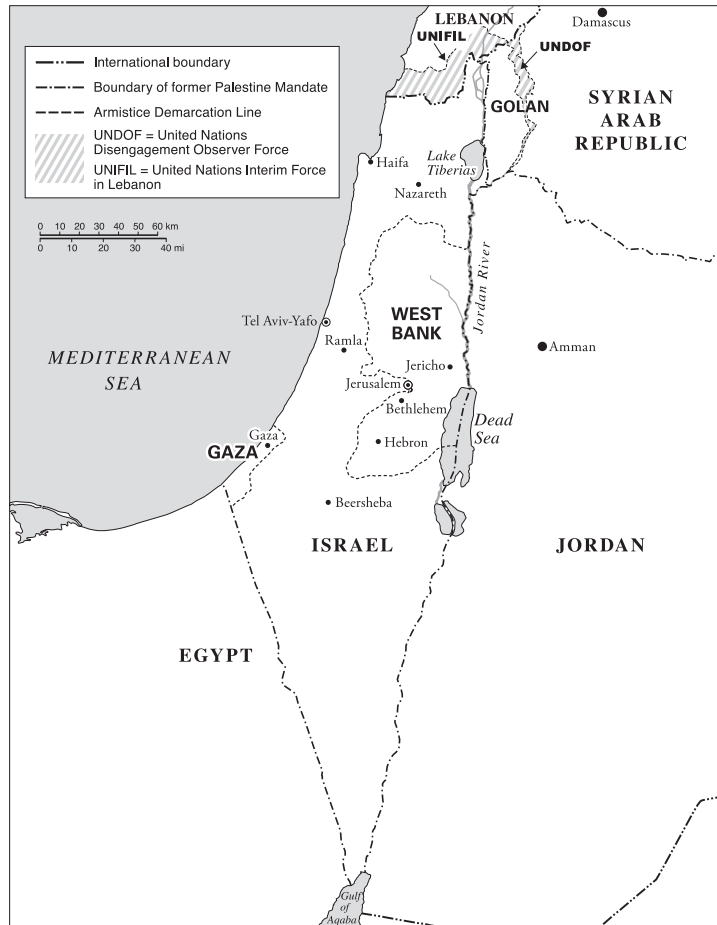 International boundary
Boundary of former Palestine Mandate
Armistice Demarcation Line
UNDOF = United Nations
Disengagement Observer Force
UNIFIL = United Nations Interim Force
in Lebanon
0 10 20 30 40 50 60 km
0 10 20 30 40 mi
LEBANON
UNIFIL
Damascus
UNDOF
GOLAN
SYRIAN
ARAB
REPUBLIC
Haifa
Lake
Tiberias
Nazareth
Jordan River
WEST
BANK
Tel Aviv-Yafo
Ramla
Amman
MEDITERRANEAN
SEA
Jericho
Jerusalem
Bethlehem
Dead
Sea
Gaza
GAZA
Hebron
Beersheba
ISRAEL
JORDAN
EGYPT
Gulf
of
Aqaba